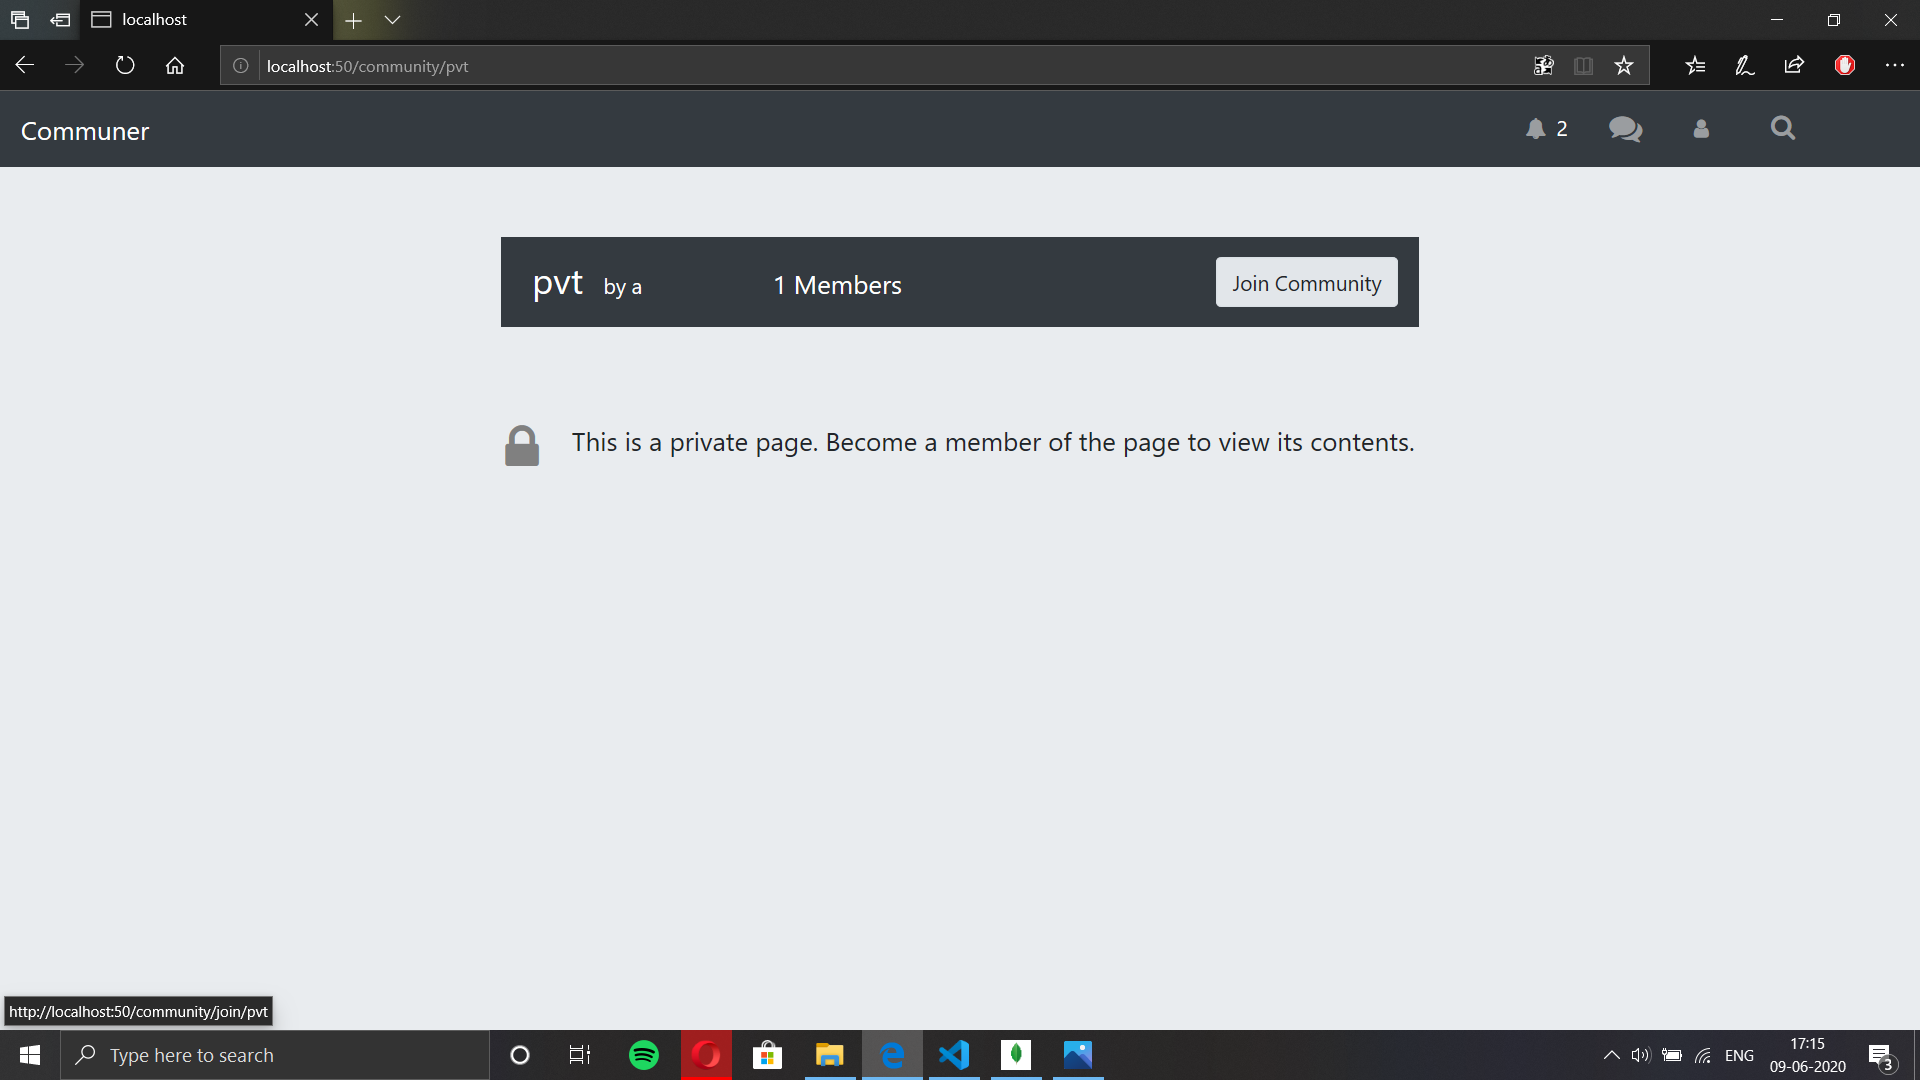 localhost
localhost:50/community/pvt
Communer
2
pvt by a 1 Members Join Community
This is a private page. Become a member of the page to view its contents.
http://localhost:50/community/join/pvt
Type here to search
ENG
17:15
09-06-2020
3